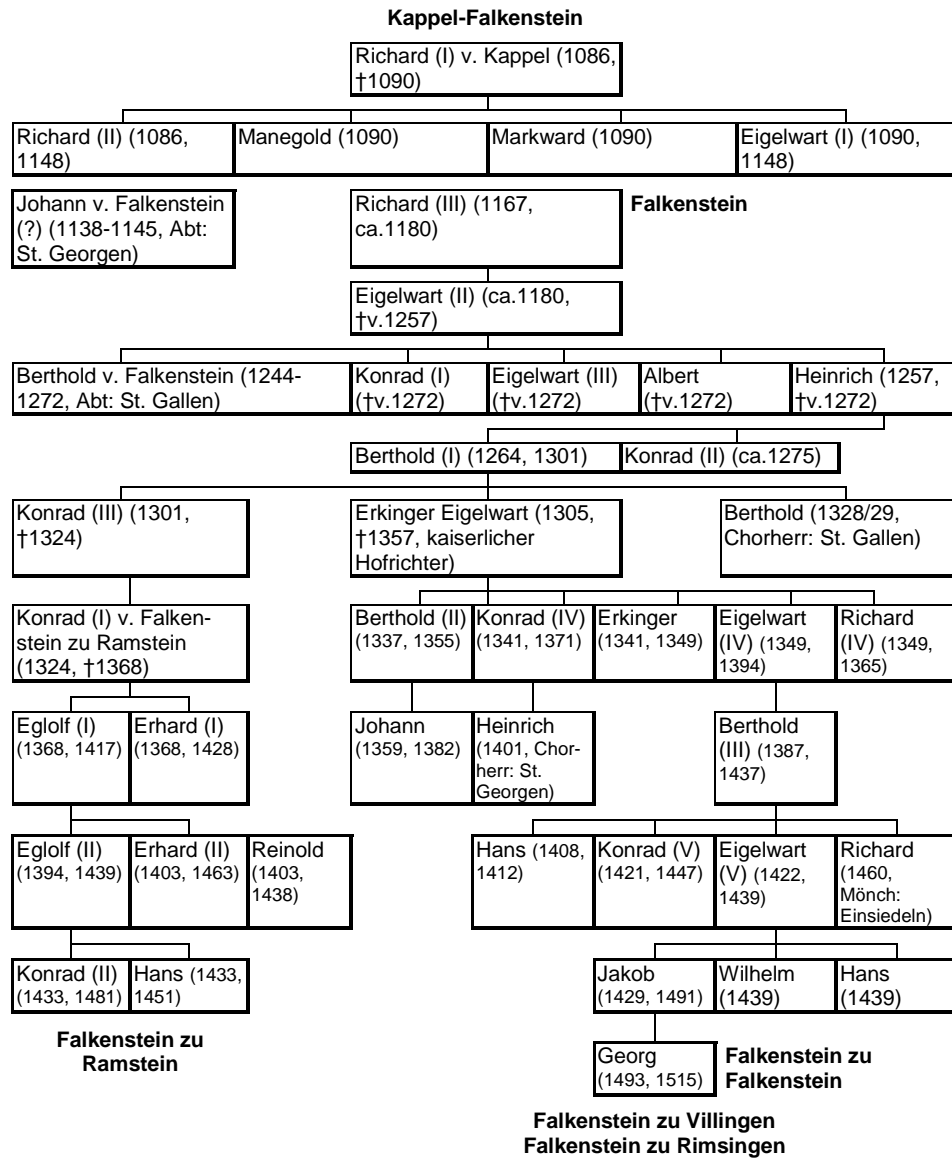 Kappel-Falkenstein
Richard (I) v. Kappel (1086,
†1090)
Richard (II) (1086,
1148)
Manegold (1090)
Markward (1090)
Eigelwart (I) (1090,
1148)
Johann v. Falkenstein
(?) (1138-1145, Abt:
St. Georgen)
Richard (III) (1167,
ca.1180)
Falkenstein
Eigelwart (II) (ca.1180,
†v.1257)
Berthold v. Falkenstein (1244-
1272, Abt: St. Gallen)
Konrad (I)
(†v.1272)
Eigelwart (III)
(†v.1272)
Albert
(†v.1272)
Heinrich (1257,
†v.1272)
Berthold (I) (1264, 1301)
Konrad (II) (ca.1275)
Konrad (III) (1301,
†1324)
Erkinger Eigelwart (1305,
†1357, kaiserlicher
Hofrichter)
Berthold (1328/29,
Chorherr: St. Gallen)
Konrad (I) v. Falken-
stein zu Ramstein
(1324, †1368)
Berthold (II)
(1337, 1355)
Konrad (IV)
(1341, 1371)
Erkinger
(1341, 1349)
Eigelwart
(IV) (1349,
1394)
Richard
(IV) (1349,
1365)
Eglolf (I)
(1368, 1417)
Erhard (I)
(1368, 1428)
Johann
(1359, 1382)
Heinrich
(1401, Chor-
herr: St.
Georgen)
Berthold
(III) (1387,
1437)
Eglolf (II)
(1394, 1439)
Erhard (II)
(1403, 1463)
Reinold
(1403,
1438)
Hans (1408,
1412)
Konrad (V)
(1421, 1447)
Eigelwart
(V) (1422,
1439)
Richard
(1460,
Mönch:
Einsiedeln)
Konrad (II)
(1433, 1481)
Hans (1433,
1451)
Jakob
(1429, 1491)
Wilhelm
(1439)
Hans
(1439)
Falkenstein zu
Ramstein
Georg
(1493, 1515)
Falkenstein zu
Falkenstein
Falkenstein zu Villingen
Falkenstein zu Rimsingen